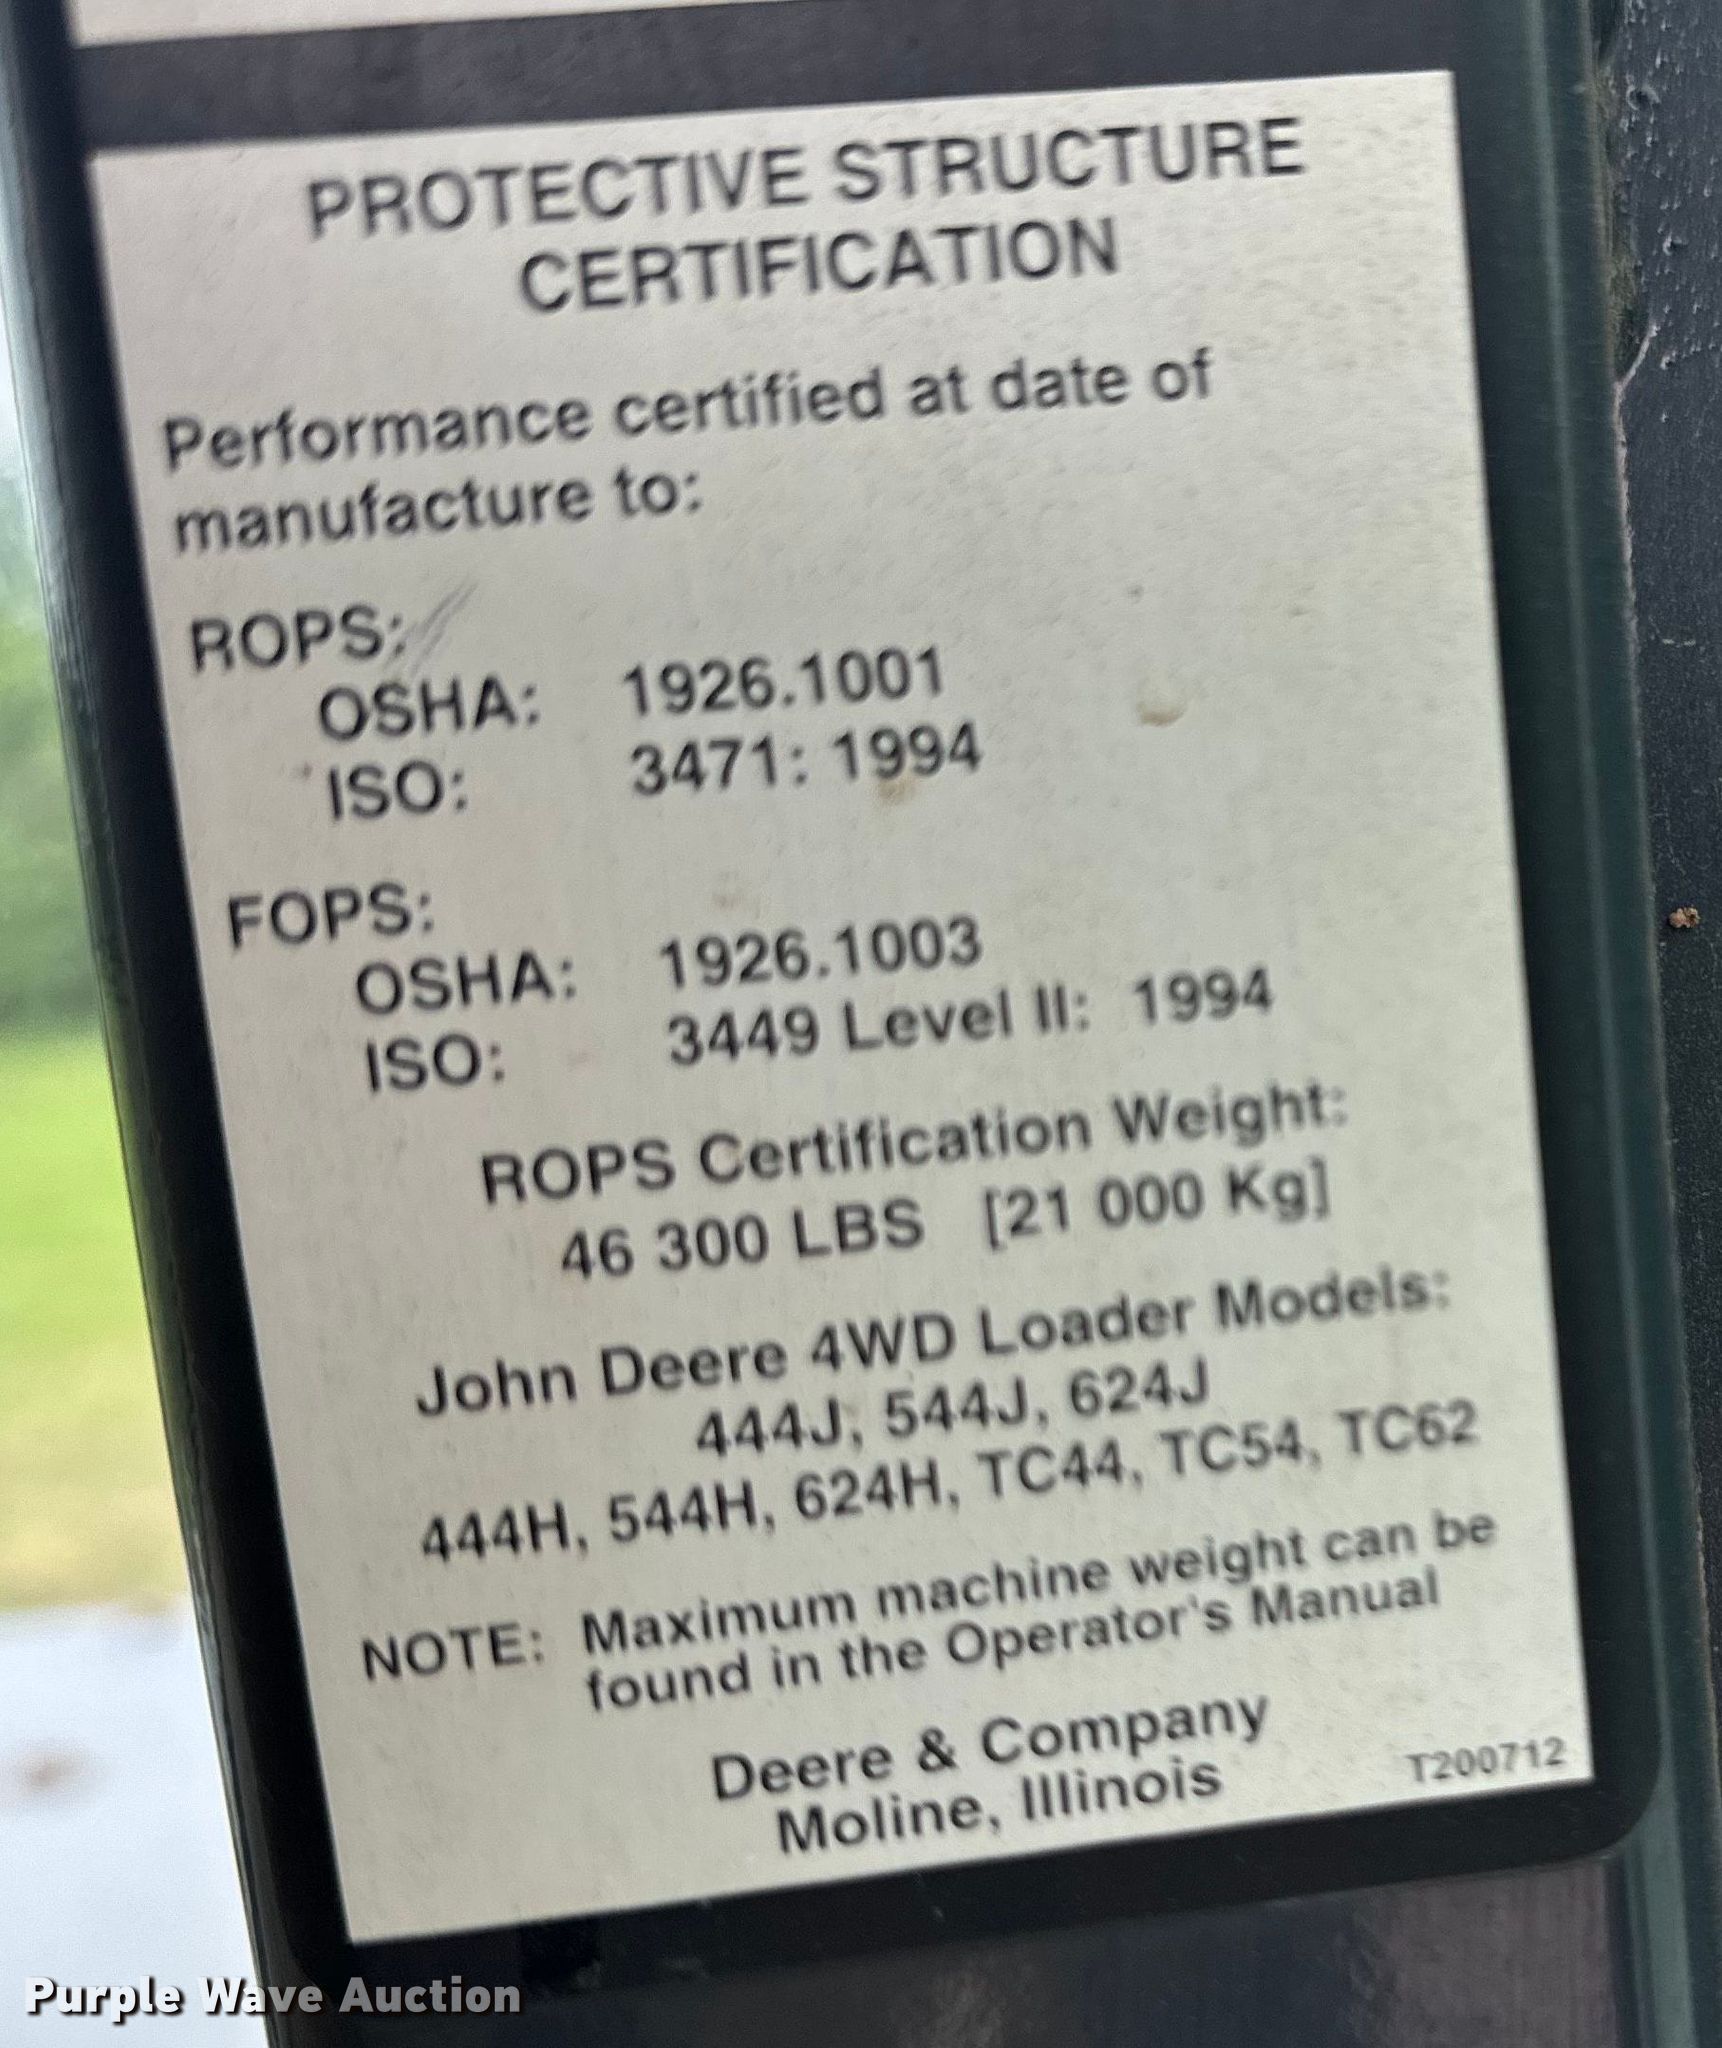 PROTECTIVE STRUCTURE
CERTIFICATION
Performance certified at date of
manufacture to:
ROPS:
OSHA: 1926.1001
ISO: 3471: 1994
FOPS:
OSHA: 1926.1003
ISO: 3449 Level II: 1994
ROPS Certification Weight:
46 300 LBS [21 000 Kg]
John Deere 4WD Loader Models:
444J, 544J, 624J
444H, 544H, 624H, TC44, TC54, TC62
NOTE: Maximum machine weight can be
found in the Operator's Manual
Deere & Company
Moline, Illinois
T200712
Purple Wave Auction